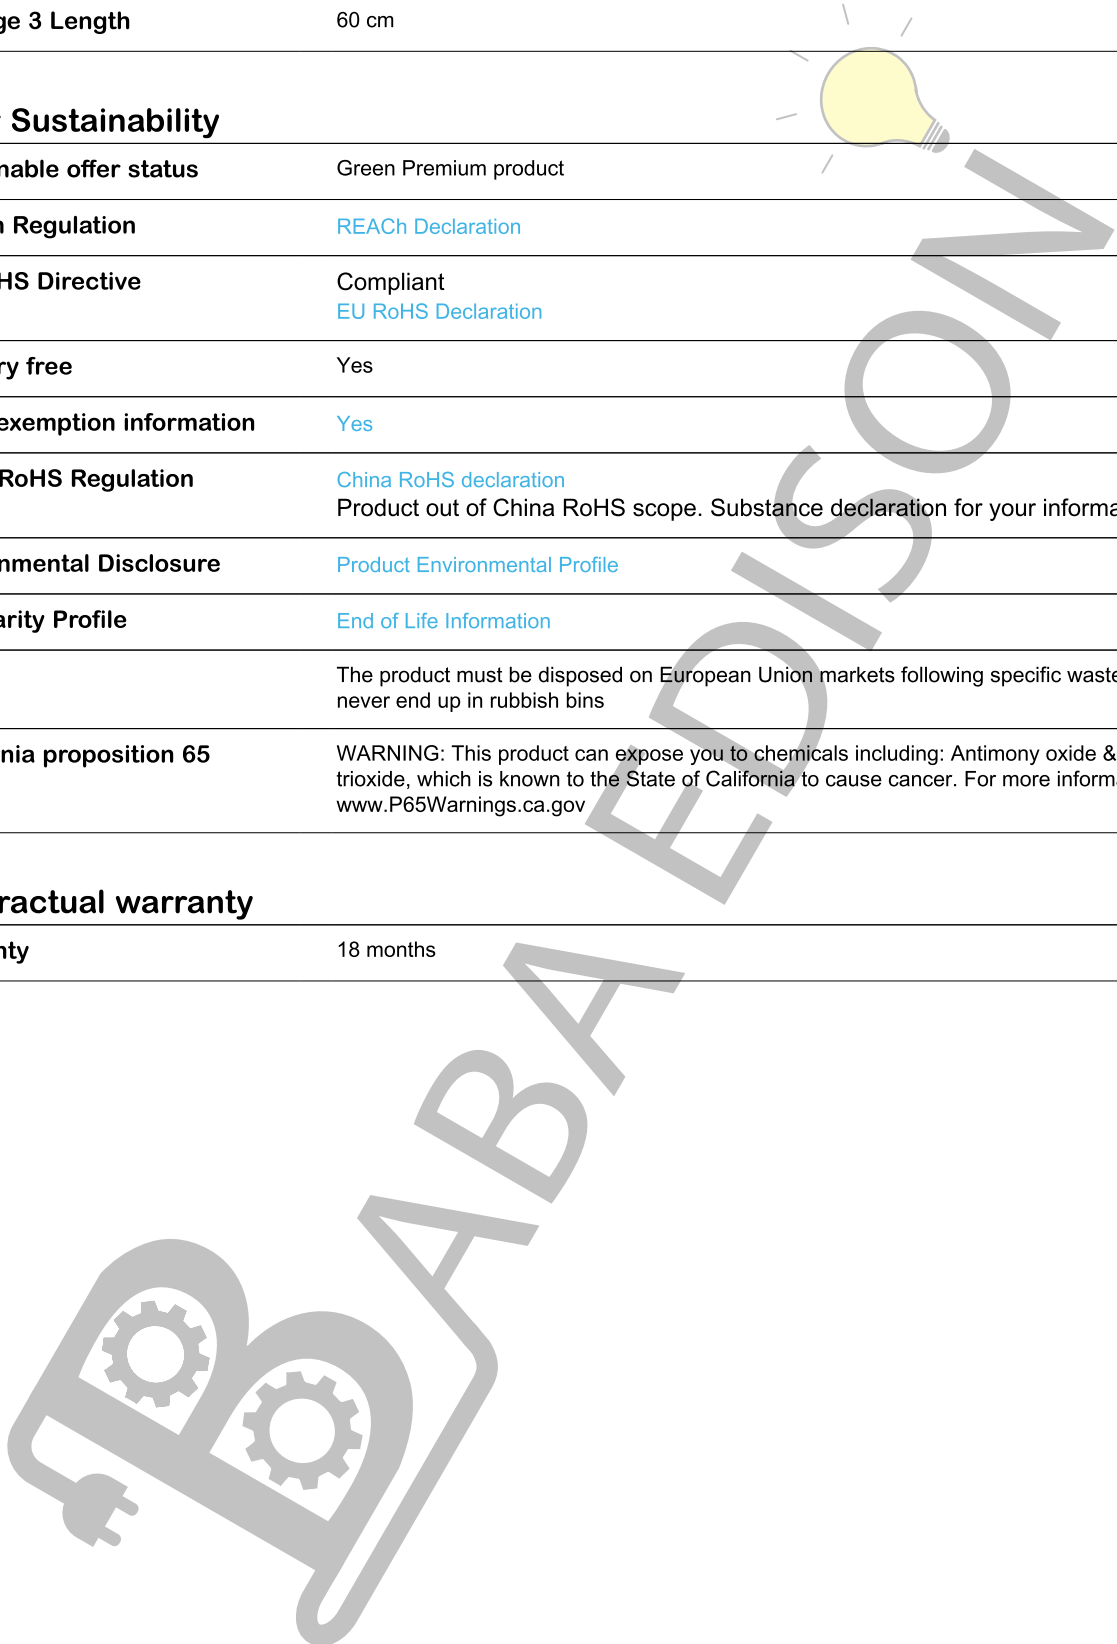 ge 3 Length 60 cm
Sustainability
nable offer status Green Premium product
Regulation REACh Declaration
HS Directive Compliant
EU RoHS Declaration
ry free Yes
exemption information Yes
RoHS Regulation China RoHS declaration
Product out of China RoHS scope. Substance declaration for your informa
nmental Disclosure Product Environmental Profile
arity Profile End of Life Information
The product must be disposed on European Union markets following specific waste
never end up in rubbish bins
nia proposition 65 WARNING: This product can expose you to chemicals including: Antimony oxide &
trioxide, which is known to the State of California to cause cancer. For more informa
www.P65Warnings.ca.gov
ractual warranty
nty 18 months
BABA EDISON